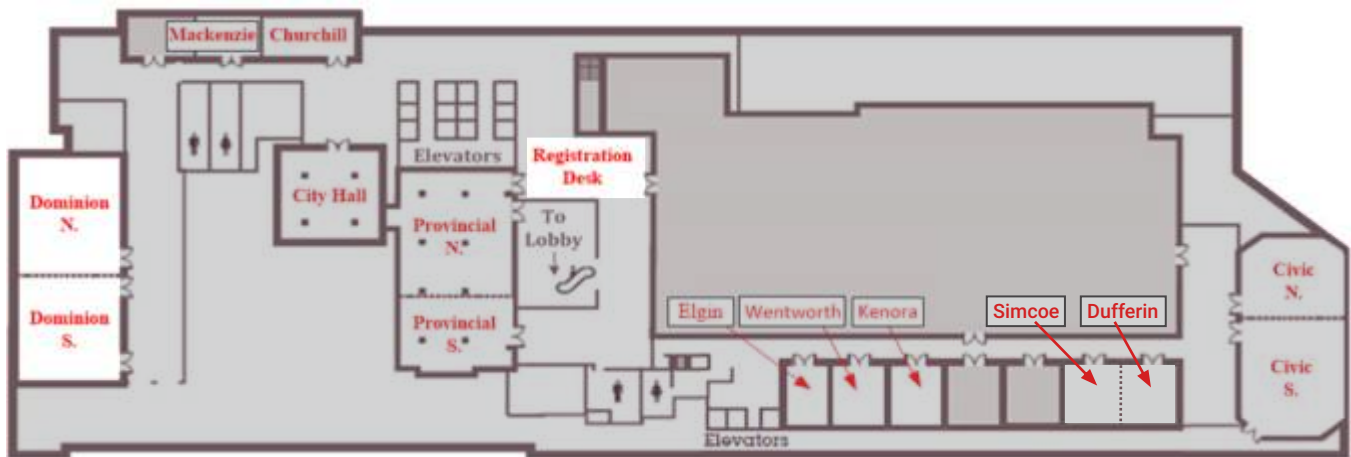 Mackenzie Churchill
Elevators
Registration
Desk
City Hall
Dominion
N.
Provincial
N.
To
Lobby
Dominion
S.
Provincial
S.
Elgin Wentworth Kenora Simcoe Dufferin
Civic
N.
Civic
S.
Elevators